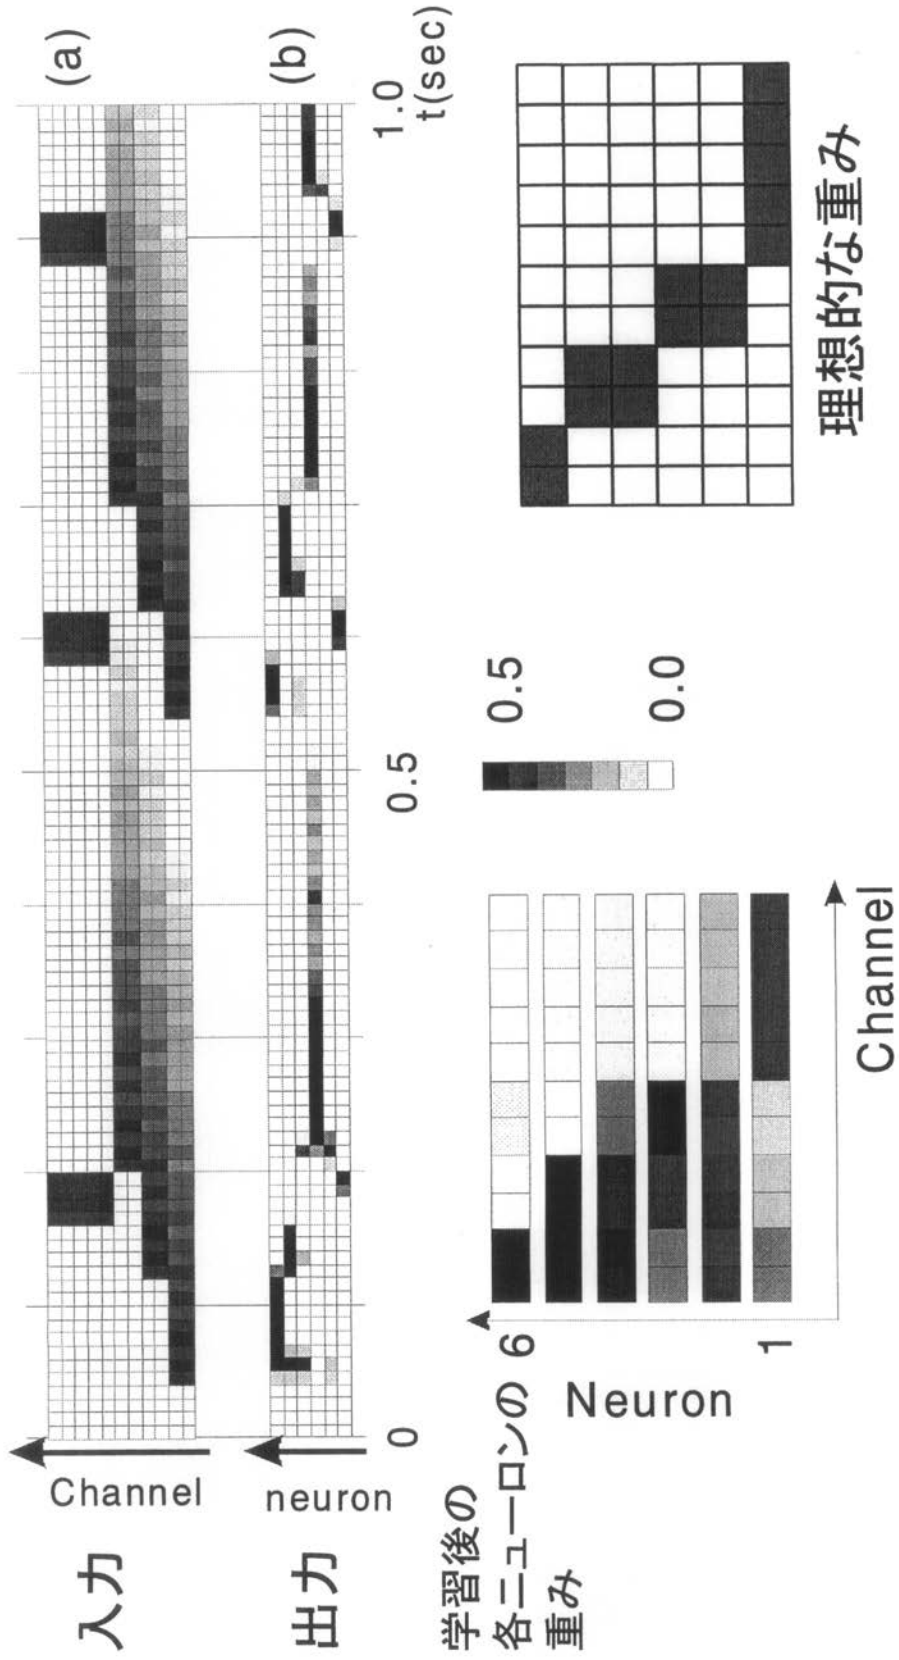 (a)
入力
Channel
(b)
出力
neuron
0
0.5
1.0
t(sec)
学習後の
各ニューロンの
重み
6
Neuron
1
Channel
0.5
0.0
理想的な重み